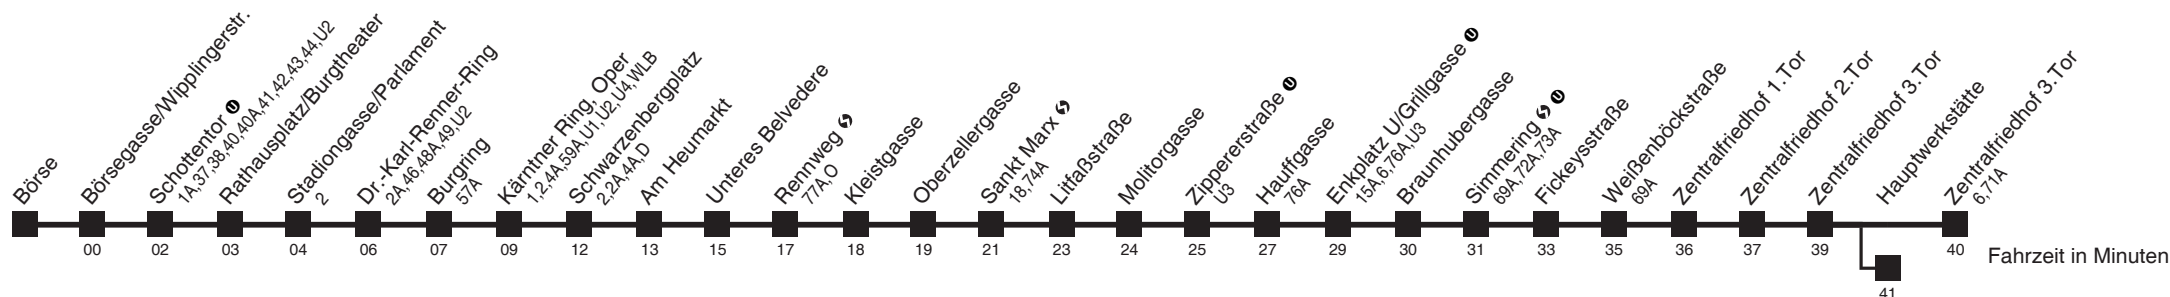 Börse
Börsegasse/Wipplingerstr.
Schottentor U
1A,37,38,40,40A,41,42,43,44,U2
Rathausplatz/Burgtheater
Stadiongasse/Parlament
2
Dr.-Karl-Renner-Ring
2A,46,48A,49,U2
Burgring
57A
Kärntner Ring, Oper
1,2,4A,59A,U1,U2,U4,WLB
Schwarzenbergplatz
2,2A,4A,D
Am Heumarkt
Unteres Belvedere
Rennweg S
77A,O
Kleistgasse
Oberzellergasse
Sankt Marx S
18,74A
Litfaßstraße
Molitorgasse
Zippererstraße U
U3
Hauffgasse
76A
Enkplatz U/Grillgasse U
15A,6,76A,U3
Braunhubergasse
Simmering S U
69A,72A,73A
Fickeysstraße
Weißenböckstraße
69A
Zentralfriedhof 1.Tor
Zentralfriedhof 2.Tor
Zentralfriedhof 3.Tor
Hauptwerkstätte
Zentralfriedhof 3.Tor
6,71A
00 02 03 04 06 07 09 12 13 15 17 18 19 21 23 24 25 27 29 30 31 33 35 36 37 39 40 Fahrzeit in Minuten
41